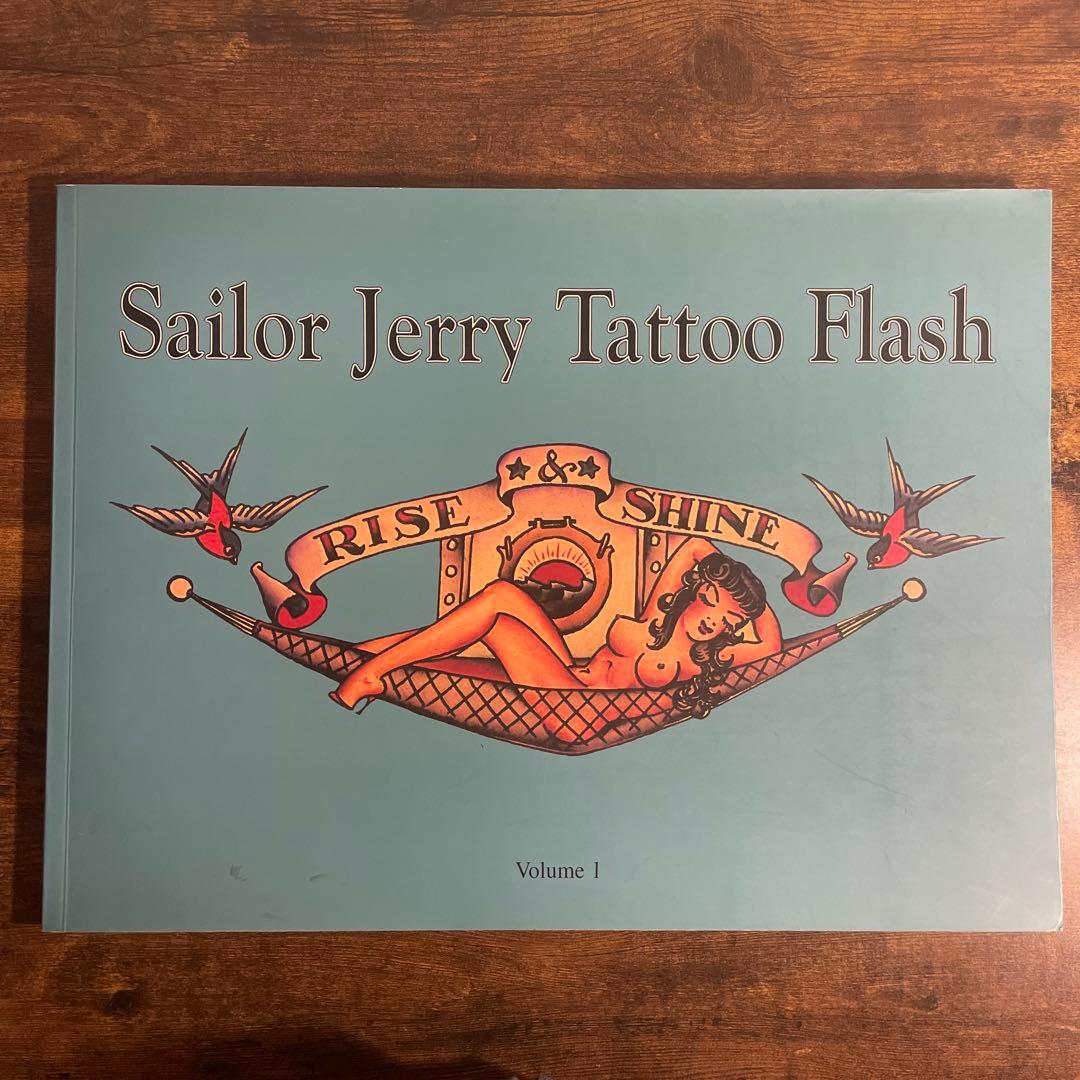 Sailor Jerry Tattoo Flash
RISE & SHINE
Volume 1